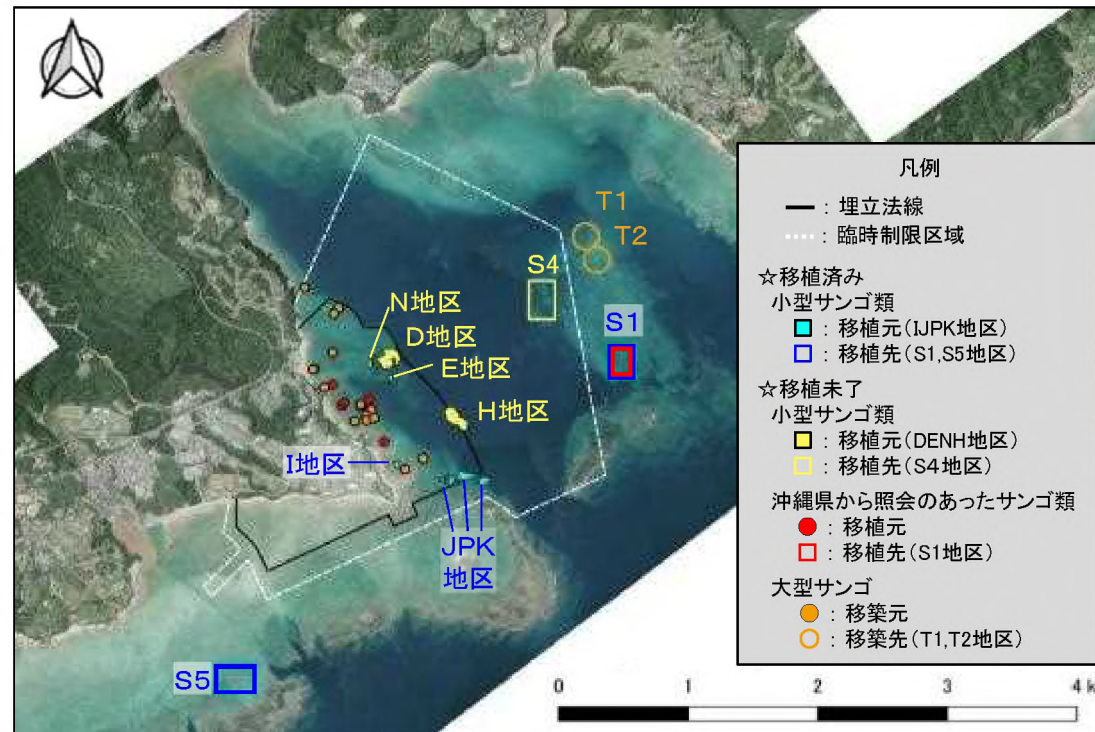 T1
T2
S4
S1
N地区
D地区
E地区
H地区
I地区
JPK
地区
S5
凡例
: 埋立法線
: 臨時制限区域
☆移植済み
小型サンゴ類
: 移植元(IJPK地区)
: 移植先(S1,S5地区)
☆移植未了
小型サンゴ類
: 移植元(DENH地区)
: 移植先(S4地区)
沖縄県から照会のあったサンゴ類
: 移植元
: 移植先(S1地区)
大型サンゴ
: 移築元
: 移築先(T1,T2地区)
0 1 2 3 4 k